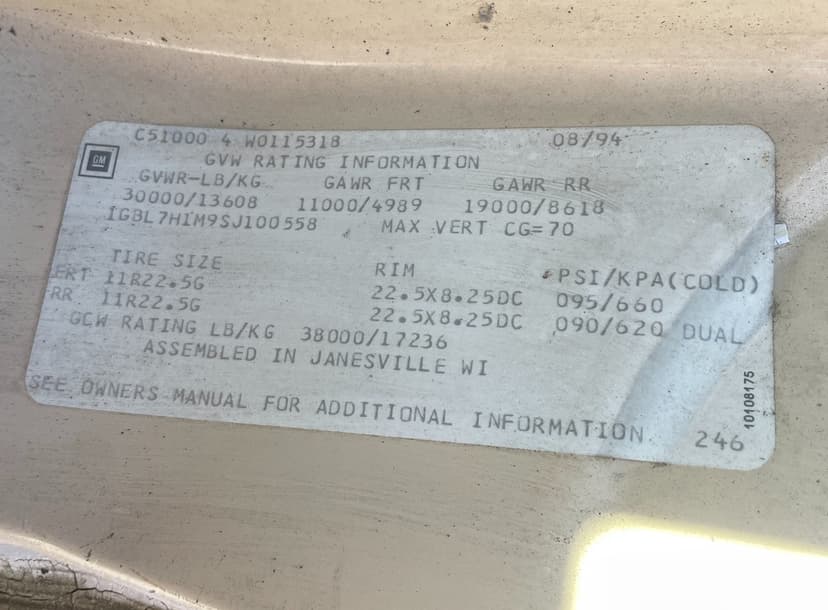 C51000 4 W0115318 08/94
GM
GVW RATING INFORMATION
GVWR-LB/KG GAWR FRT GAWR RR
30000/13608 11000/4989 19000/8618
1GBL7H1M9SJ100558 MAX VERT CG=70
TIRE SIZE RIM PSI/KPA(COLD)
FRT 11R22.5G 22.5X8.25DC 095/660
RR 11R22.5G 22.5X8.25DC 090/620 DUAL
GCW RATING LB/KG 38000/17236
ASSEMBLED IN JANESVILLE WI
SEE OWNERS MANUAL FOR ADDITIONAL INFORMATION 246
10108175